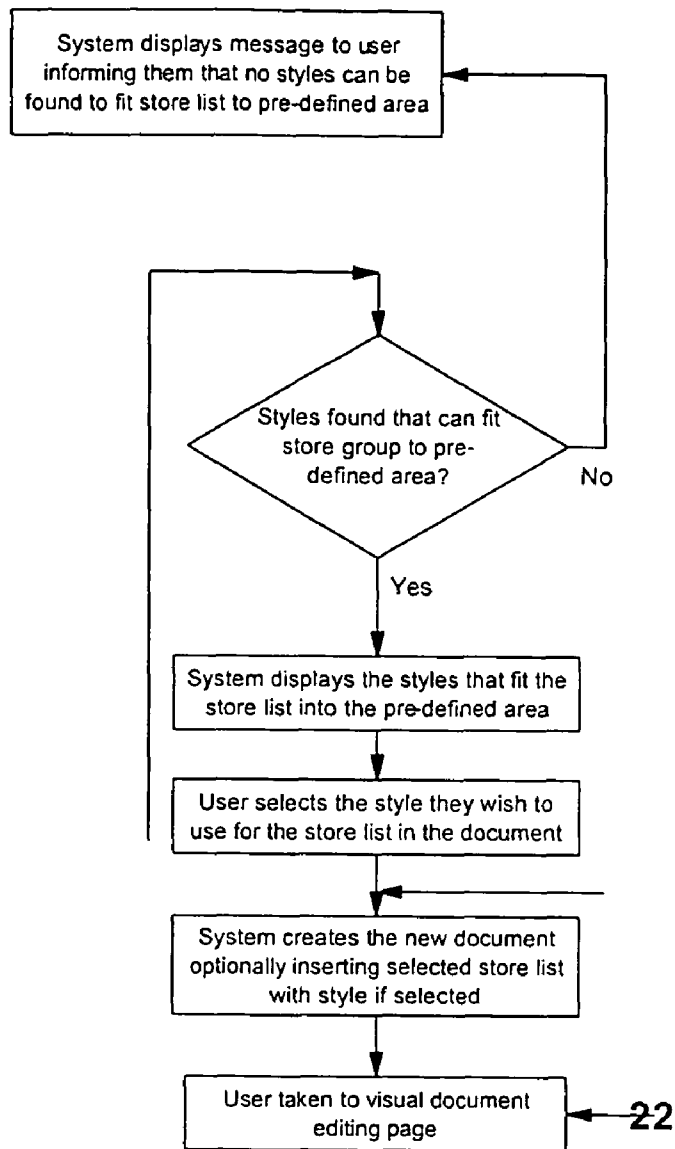 System displays message to user
informing them that no styles can be
found to fit store list to pre-defined area
Styles found that can fit
store group to pre-
defined area?
No
Yes
System displays the styles that fit the
store list into the pre-defined area
User selects the style they wish to
use for the store list in the document
System creates the new document
optionally inserting selected store list
with style if selected
User taken to visual document
editing page
22